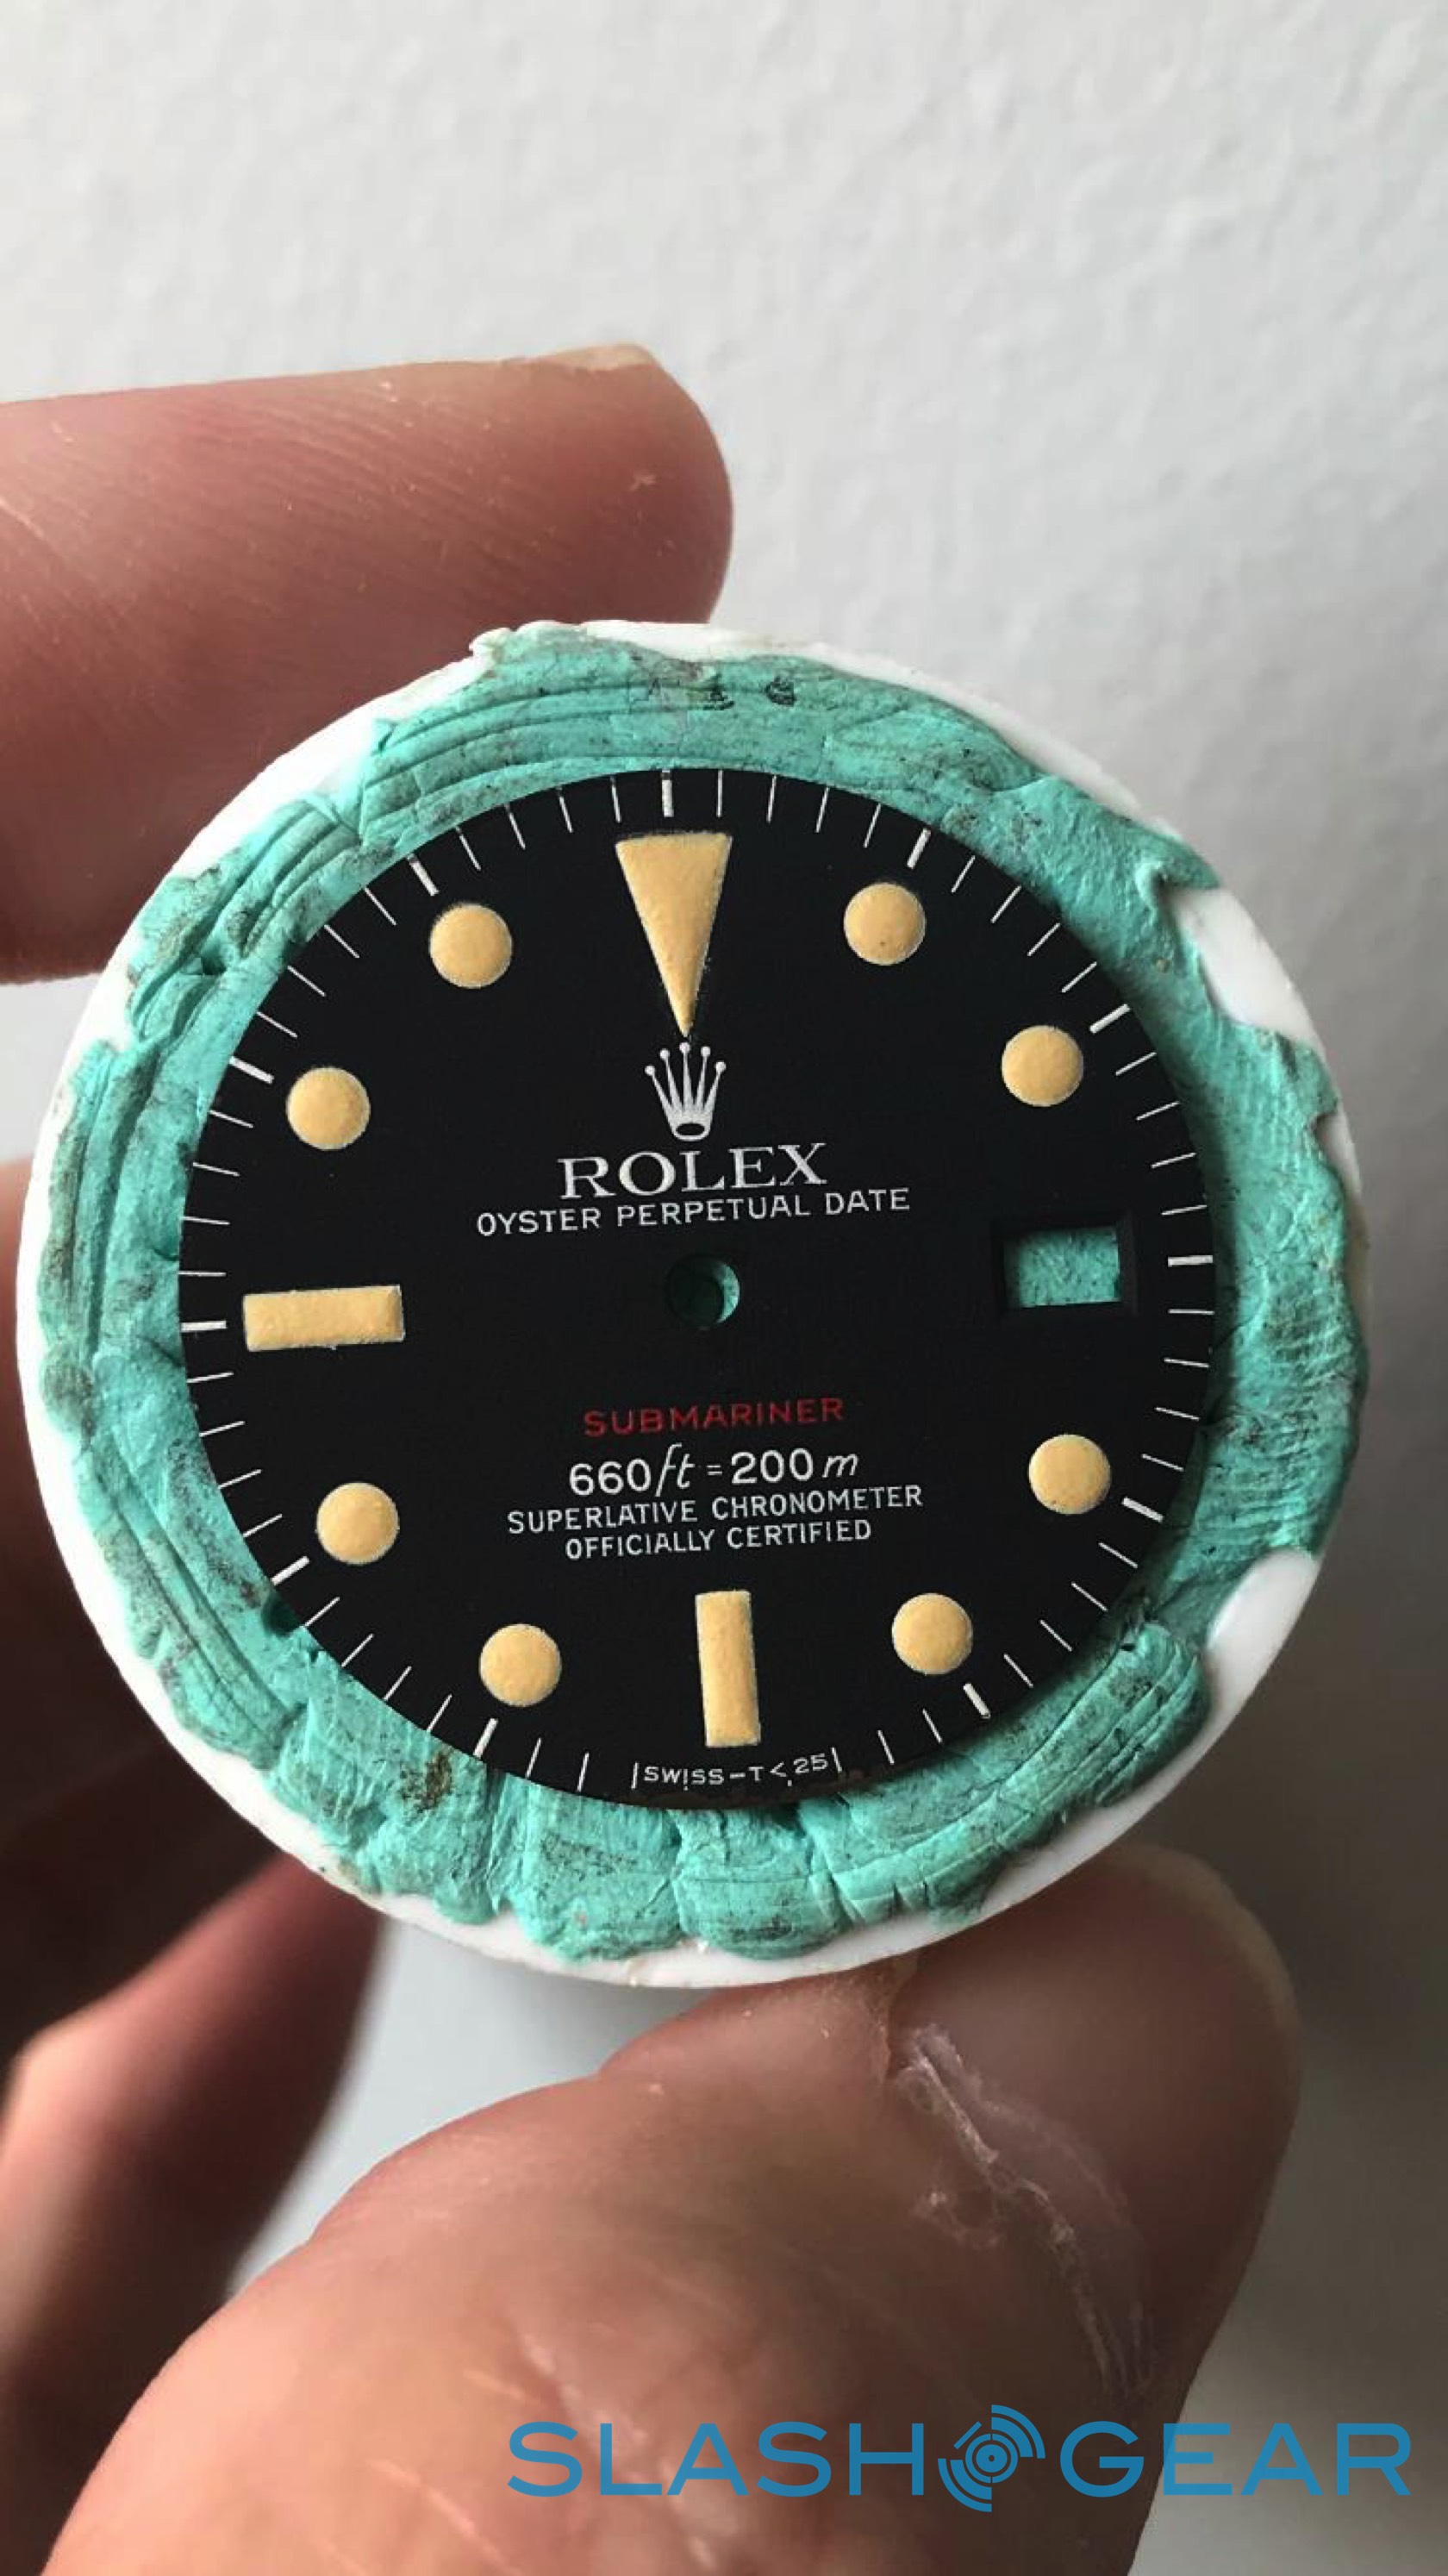 ROLEX
OYSTER PERPETUAL DATE
SUBMARINER
660ft = 200m
SUPERLATIVE CHRONOMETER
OFFICIALLY CERTIFIED
SWISS - T < 25
SLASHGEAR